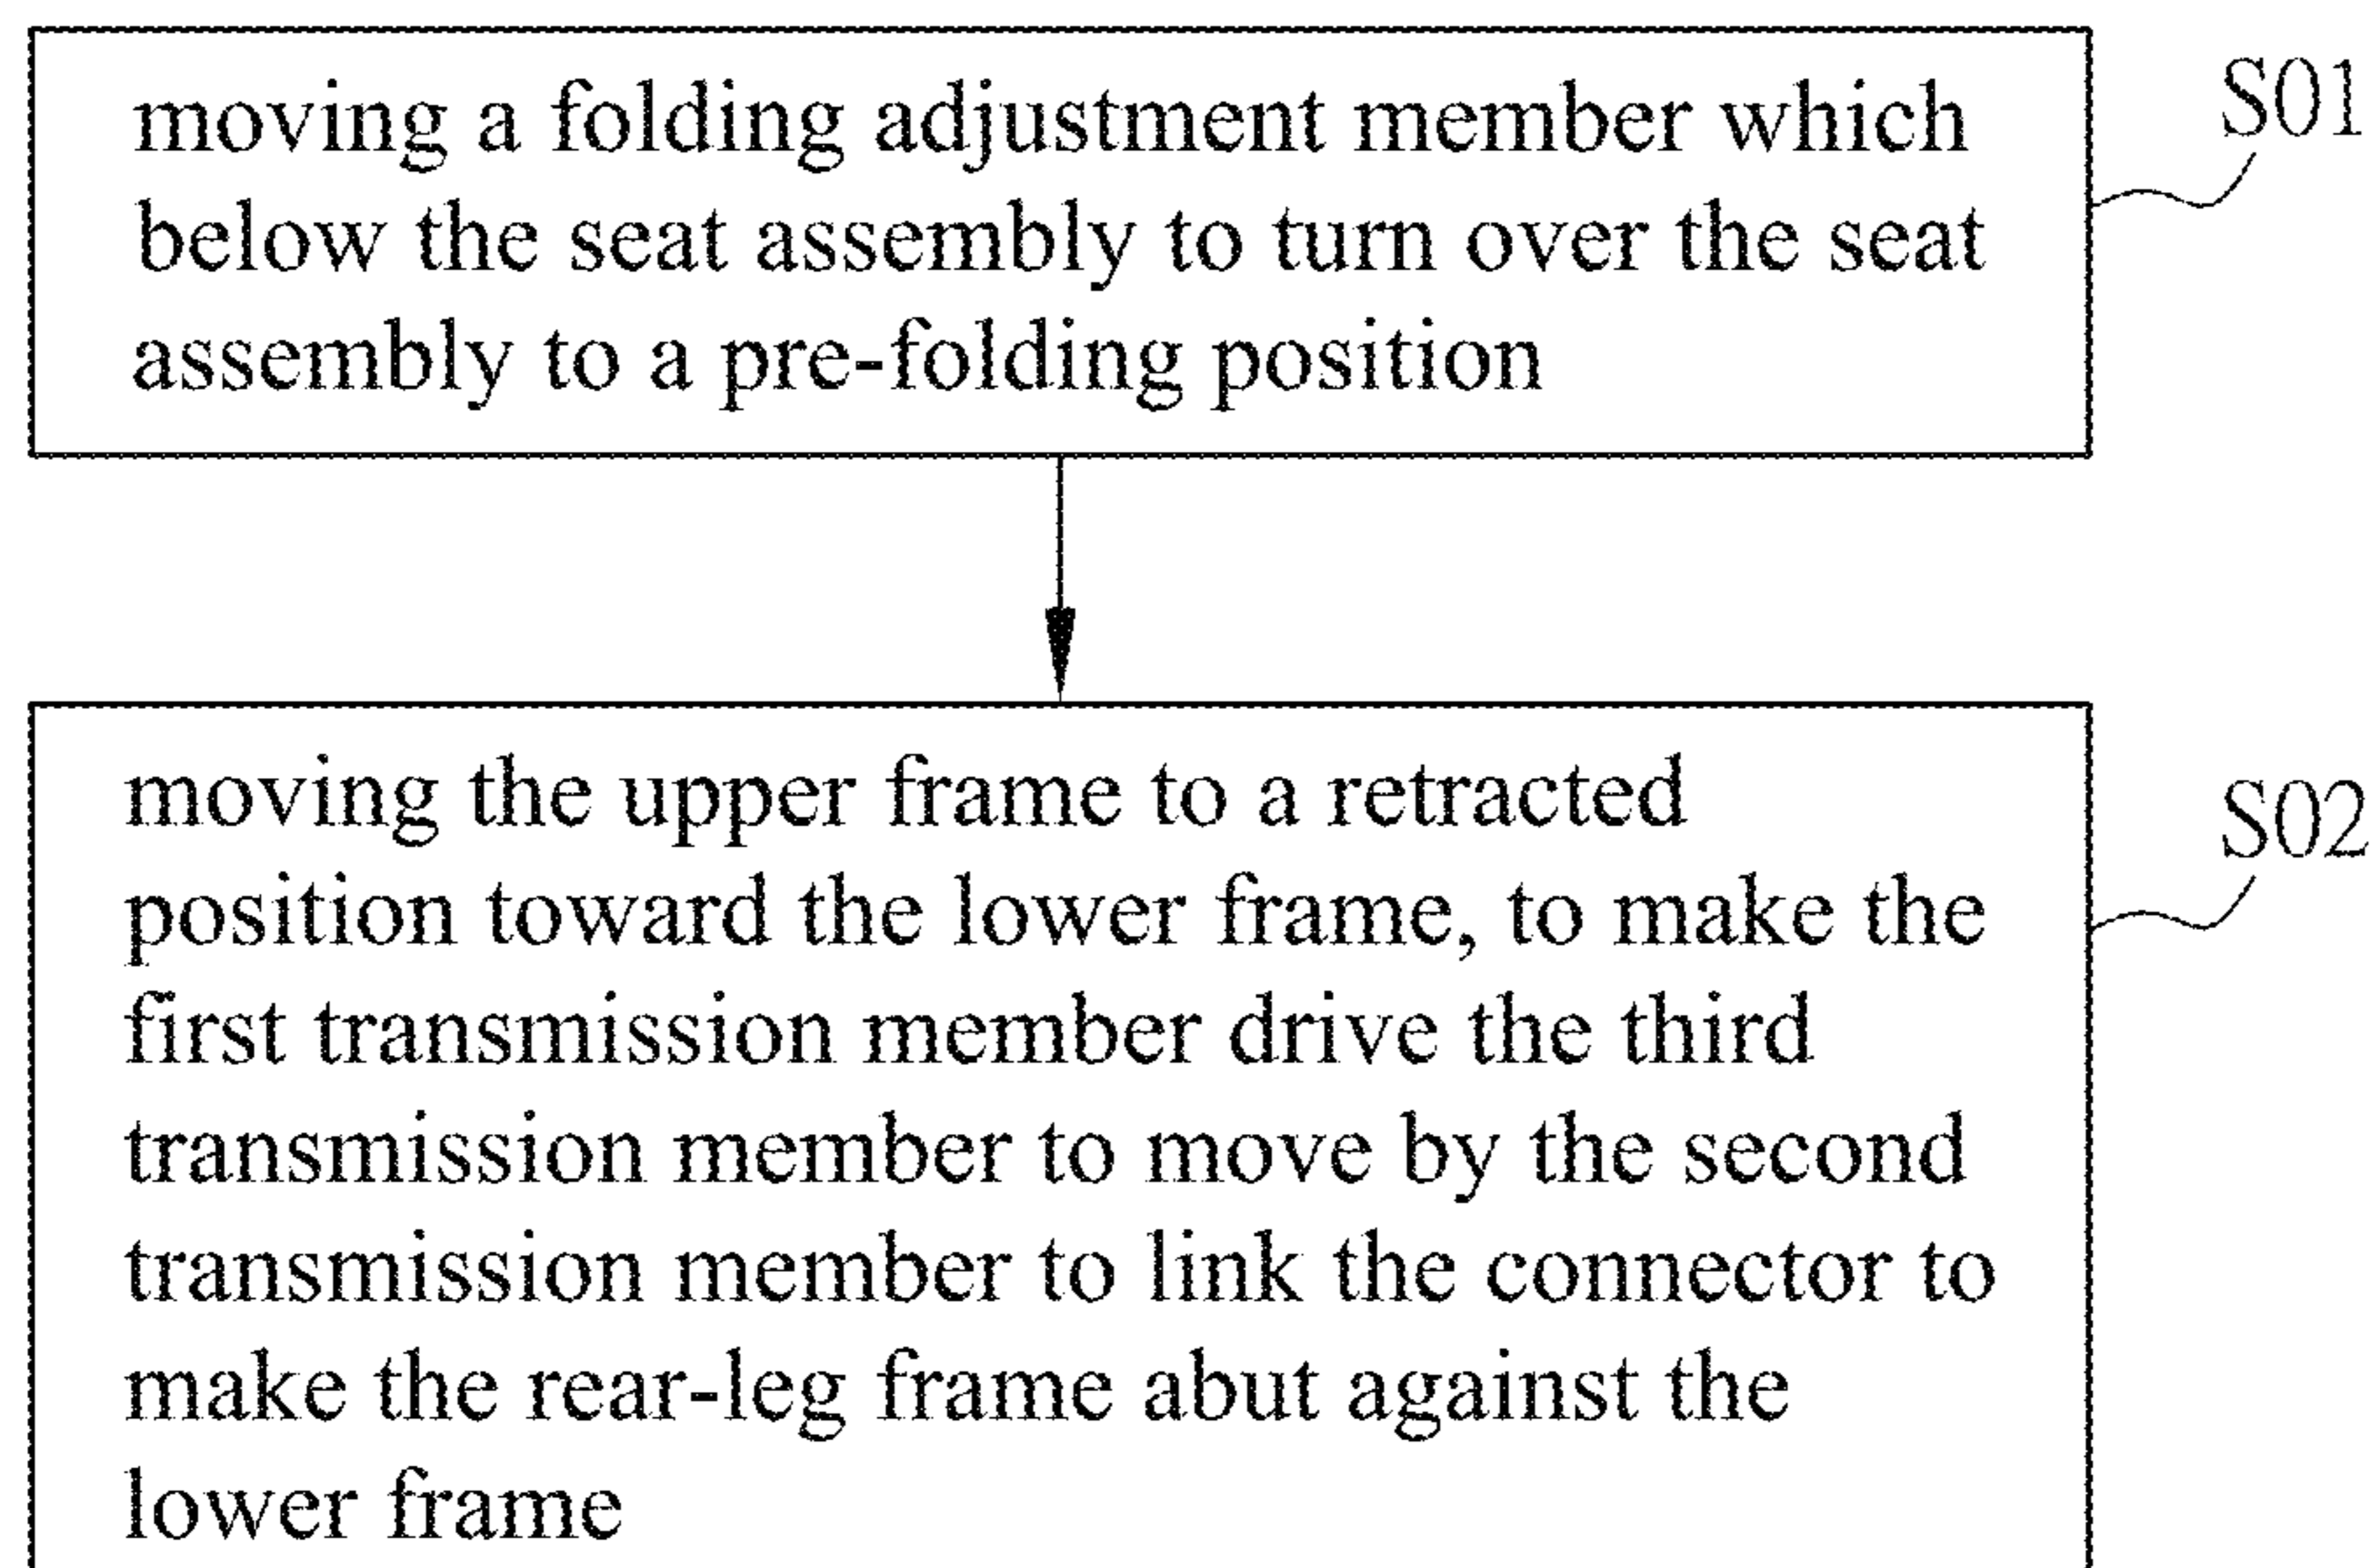 moving a folding adjustment member which
below the seat assembly to turn over the seat
assembly to a pre-folding position
S01
moving the upper frame to a retracted
position toward the lower frame, to make the
first transmission member drive the third
transmission member to move by the second
transmission member to link the connector to
make the rear-leg frame abut against the
lower frame
S02